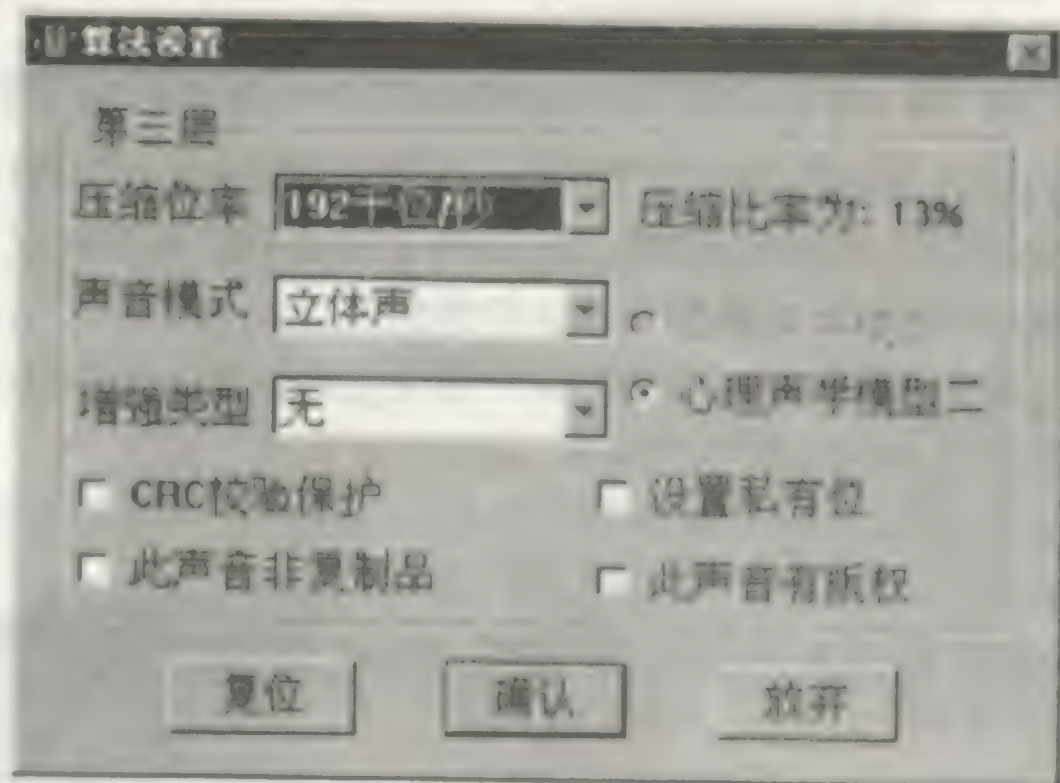 算法设置
第三层
压缩位率 192千位/秒 压缩比率为: 13%
声音模式 立体声
增强类型 无 心理声学模型二
CRC校验保护 设置私有位
此声音非复制品 此声音有版权
复位 确认 放弃